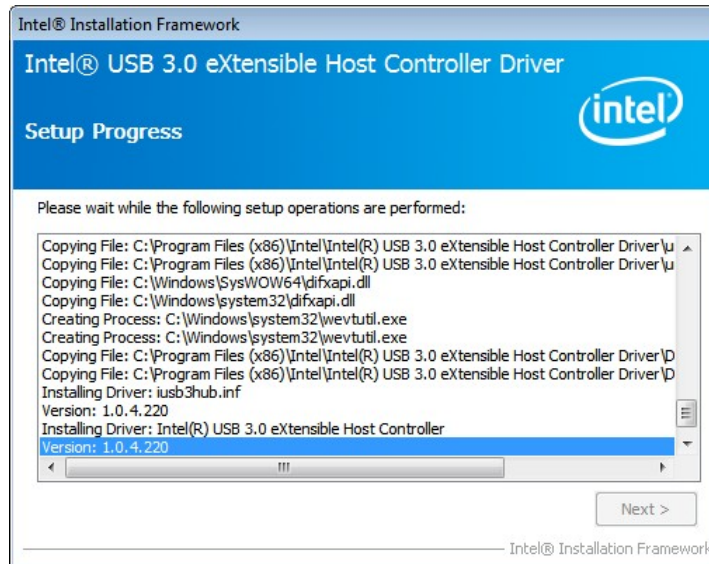 Intel® Installation Framework
Intel® USB 3.0 eXtensible Host Controller Driver
intel
Setup Progress
Please wait while the following setup operations are performed:
Copying File: C:\Program Files (x86)\Intel\Intel(R) USB 3.0 eXtensible Host Controller Driver\u
Copying File: C:\Program Files (x86)\Intel\Intel(R) USB 3.0 eXtensible Host Controller Driver\u
Copying File: C:\Windows\SysWOW64\difxapi.dll
Copying File: C:\Windows\system32\difxapi.dll
Creating Process: C:\Windows\system32\wevtutil.exe
Creating Process: C:\Windows\system32\wevtutil.exe
Copying File: C:\Program Files (x86)\Intel\Intel(R) USB 3.0 eXtensible Host Controller Driver\D
Copying File: C:\Program Files (x86)\Intel\Intel(R) USB 3.0 eXtensible Host Controller Driver\D
Installing Driver: iusb3hub.inf
Version: 1.0.4.220
Installing Driver: Intel(R) USB 3.0 eXtensible Host Controller
Version: 1.0.4.220
Next >
Intel® Installation Framework